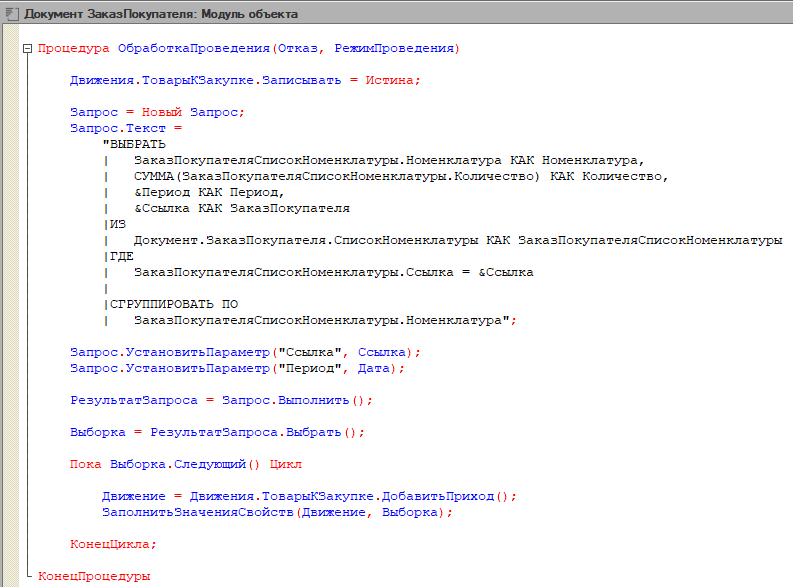 Документ ЗаказПокупателя: Модуль объекта
Процедура ОбработкаПроведения(Отказ, РежимПроведения)
Движения.ТоварыКЗакупке.Записывать = Истина;
Запрос = Новый Запрос;
Запрос.Текст =
"ВЫБРАТЬ
|   ЗаказПокупателяСписокНоменклатуры.Номенклатура КАК Номенклатура,
|   СУММА(ЗаказПокупателяСписокНоменклатуры.Количество) КАК Количество,
|   &Период КАК Период,
|   &Ссылка КАК ЗаказПокупателя
|ИЗ
|   Документ.ЗаказПокупателя.СписокНоменклатуры КАК ЗаказПокупателяСписокНоменклатуры
|ГДЕ
|   ЗаказПокупателяСписокНоменклатуры.Ссылка = &Ссылка
|
|СГРУППИРОВАТЬ ПО
|   ЗаказПокупателяСписокНоменклатуры.Номенклатура";
Запрос.УстановитьПараметр("Ссылка", Ссылка);
Запрос.УстановитьПараметр("Период", Дата);
РезультатЗапроса = Запрос.Выполнить();
Выборка = РезультатЗапроса.Выбрать();
Пока Выборка.Следующий() Цикл
Движение = Движения.ТоварыКЗакупке.ДобавитьПриход();
ЗаполнитьЗначенияСвойств(Движение, Выборка);
КонецЦикла;
КонецПроцедуры